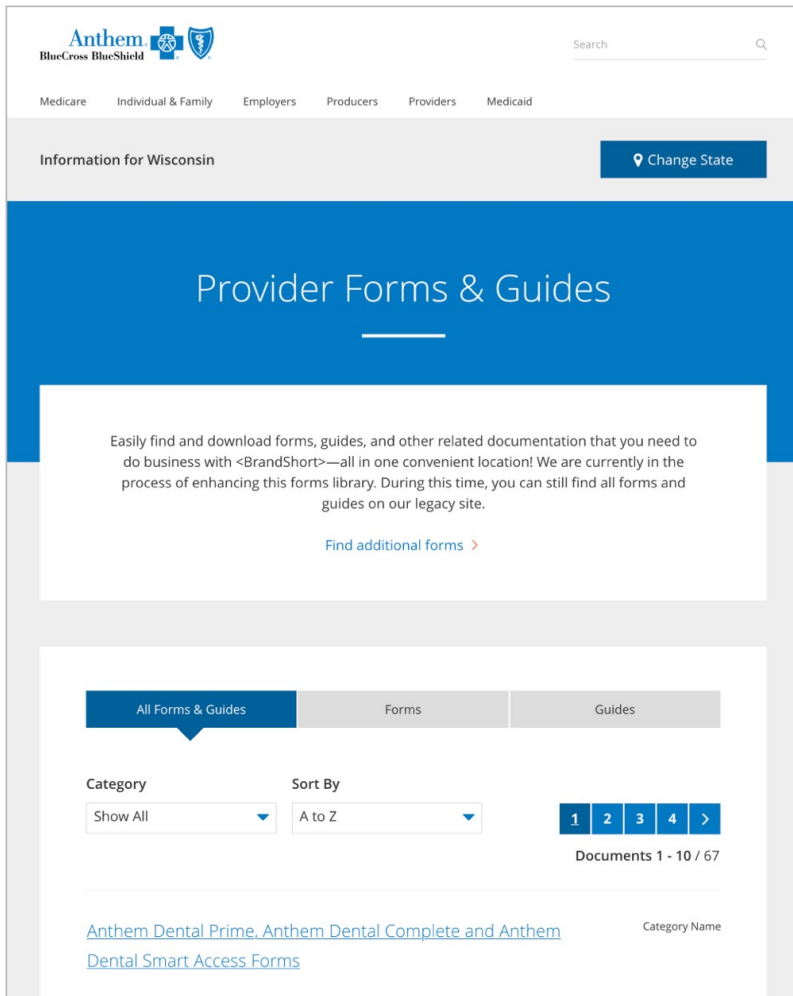 Anthem.
BlueCross BlueShield
Search
Medicare Individual & Family Employers Producers Providers Medicaid
Information for Wisconsin
Change State
Provider Forms & Guides
Easily find and download forms, guides, and other related documentation that you need to
do business with <BrandShort>—all in one convenient location! We are currently in the
process of enhancing this forms library. During this time, you can still find all forms and
guides on our legacy site.
Find additional forms >
All Forms & Guides Forms Guides
Category Sort By
Show All A to Z
1 2 3 4 >
Documents 1 - 10 / 67
Anthem Dental Prime, Anthem Dental Complete and Anthem Category Name
Dental Smart Access Forms